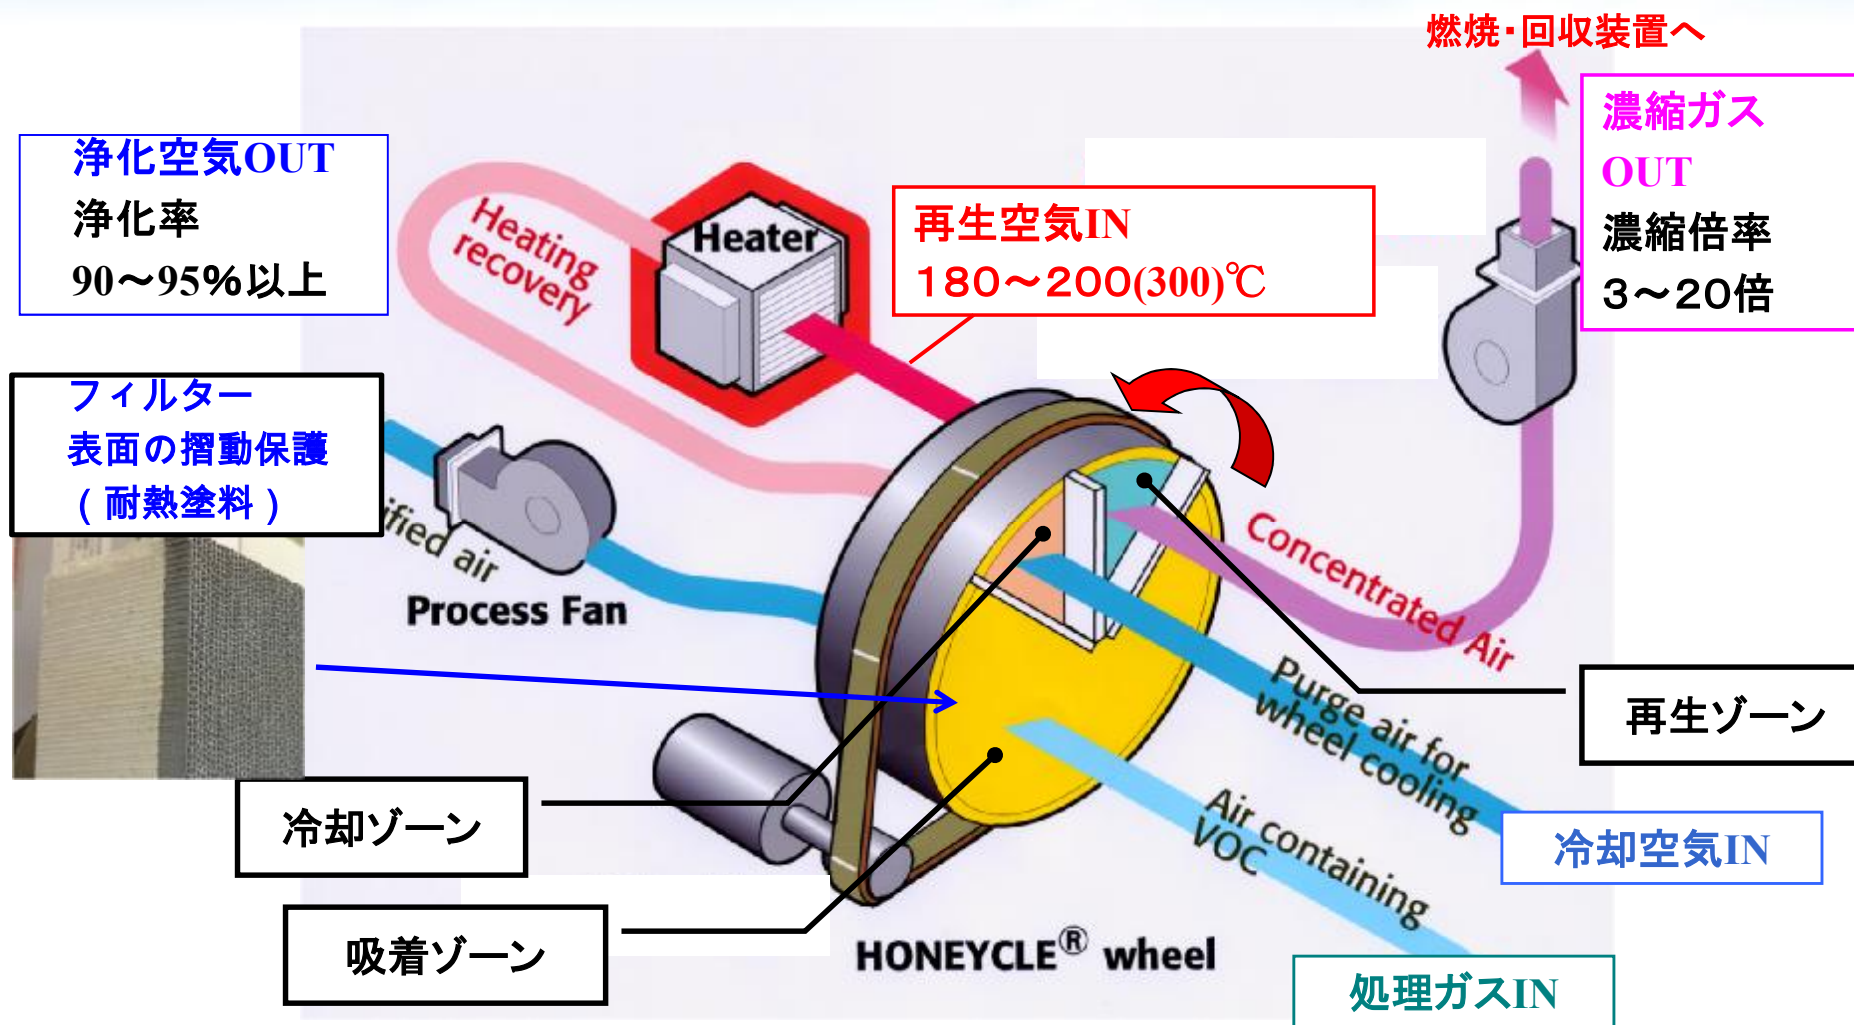 燃焼・回収装置へ
濃縮ガス
OUT
濃縮倍率
3～20倍
浄化空気OUT
浄化率
90～95%以上
Heating
recovery
Heater
再生空気IN
180～200(300)℃
フィルター
表面の摺動保護
(耐熱塗料)
ified air
Process Fan
Concentrated Air
Purge air for
wheel cooling
再生ゾーン
冷却ゾーン
Air containing
VOC
冷却空気IN
吸着ゾーン
HONEYCLE® wheel
処理ガスIN